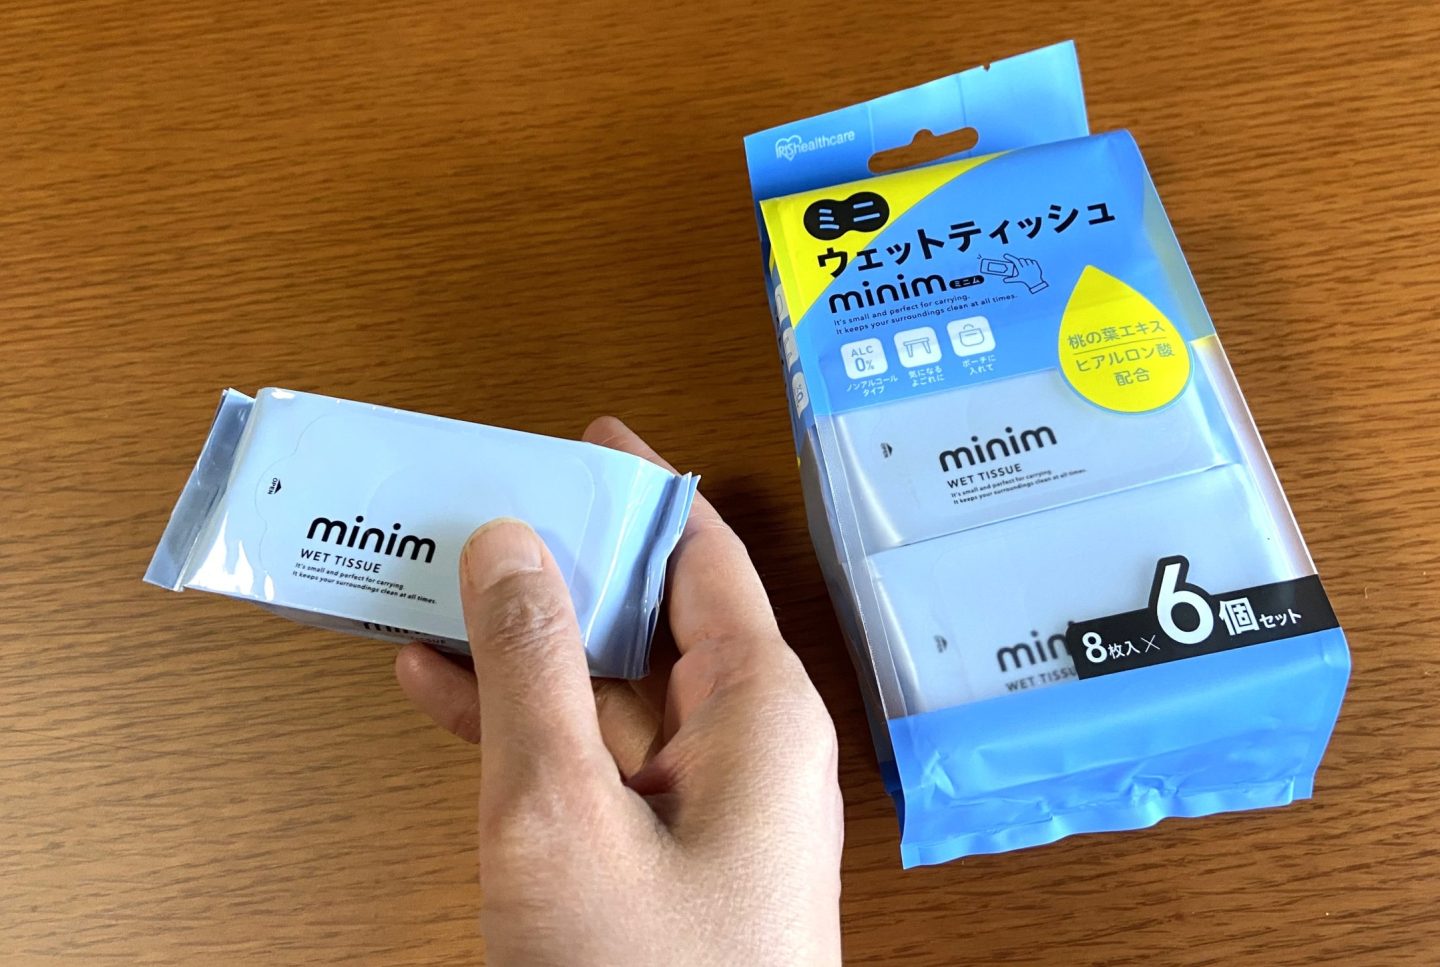 OPEN
minim
WET TISSUE
It's small and perfect for carrying.
It keeps your surroundings clean at all times.
IRIS healthcare
ミニ
ウェットティッシュ
minim ミニム
It's small and perfect for carrying.
It keeps your surroundings clean at all times.
ALC
0%
ノンアルコール
タイプ
気になる
よごれに
ポーチに
入れて
桃の葉エキス
ヒアルロン酸
配合
minim
WET TISSUE
It's small and perfect for carrying.
It keeps your surroundings clean at all times.
minim
WET TISSU
8枚入×6個セット